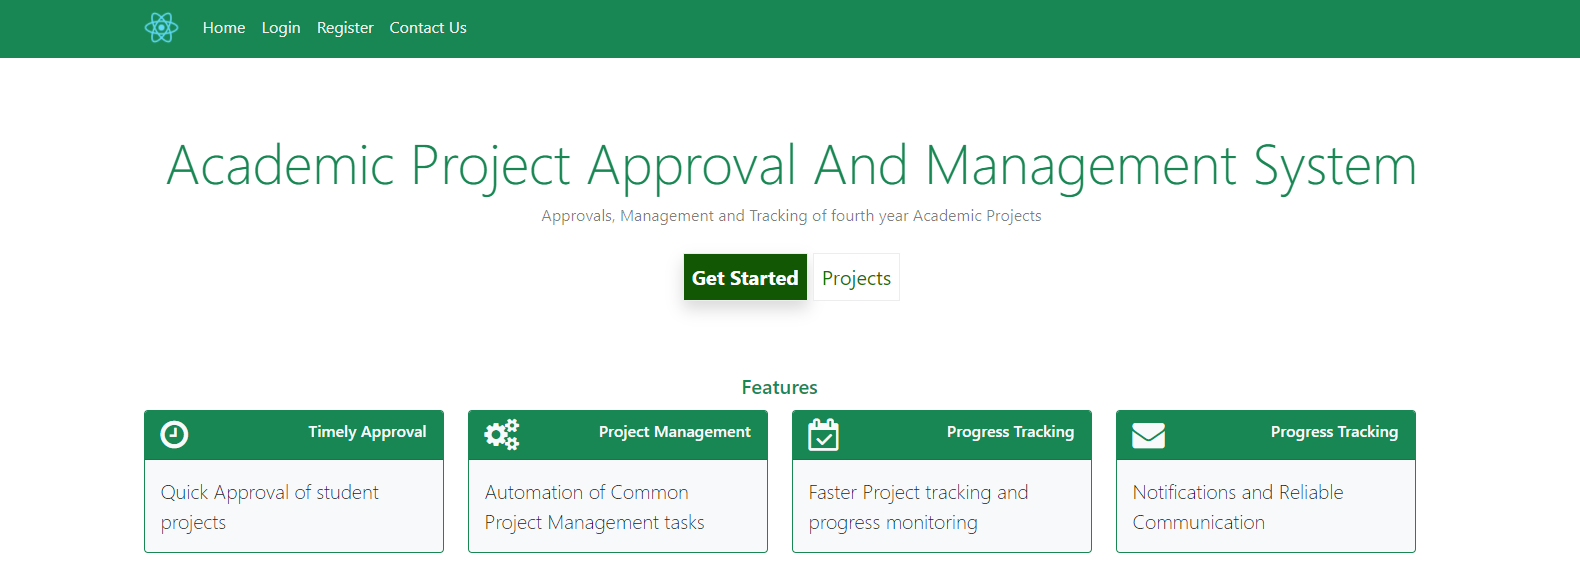 Home Login Register Contact Us
Academic Project Approval And Management System
Approvals, Management and Tracking of fourth year Academic Projects
Get Started Projects
Features
Timely Approval
Quick Approval of student
projects
Project Management
Automation of Common
Project Management tasks
Progress Tracking
Faster Project tracking and
progress monitoring
Progress Tracking
Notifications and Reliable
Communication